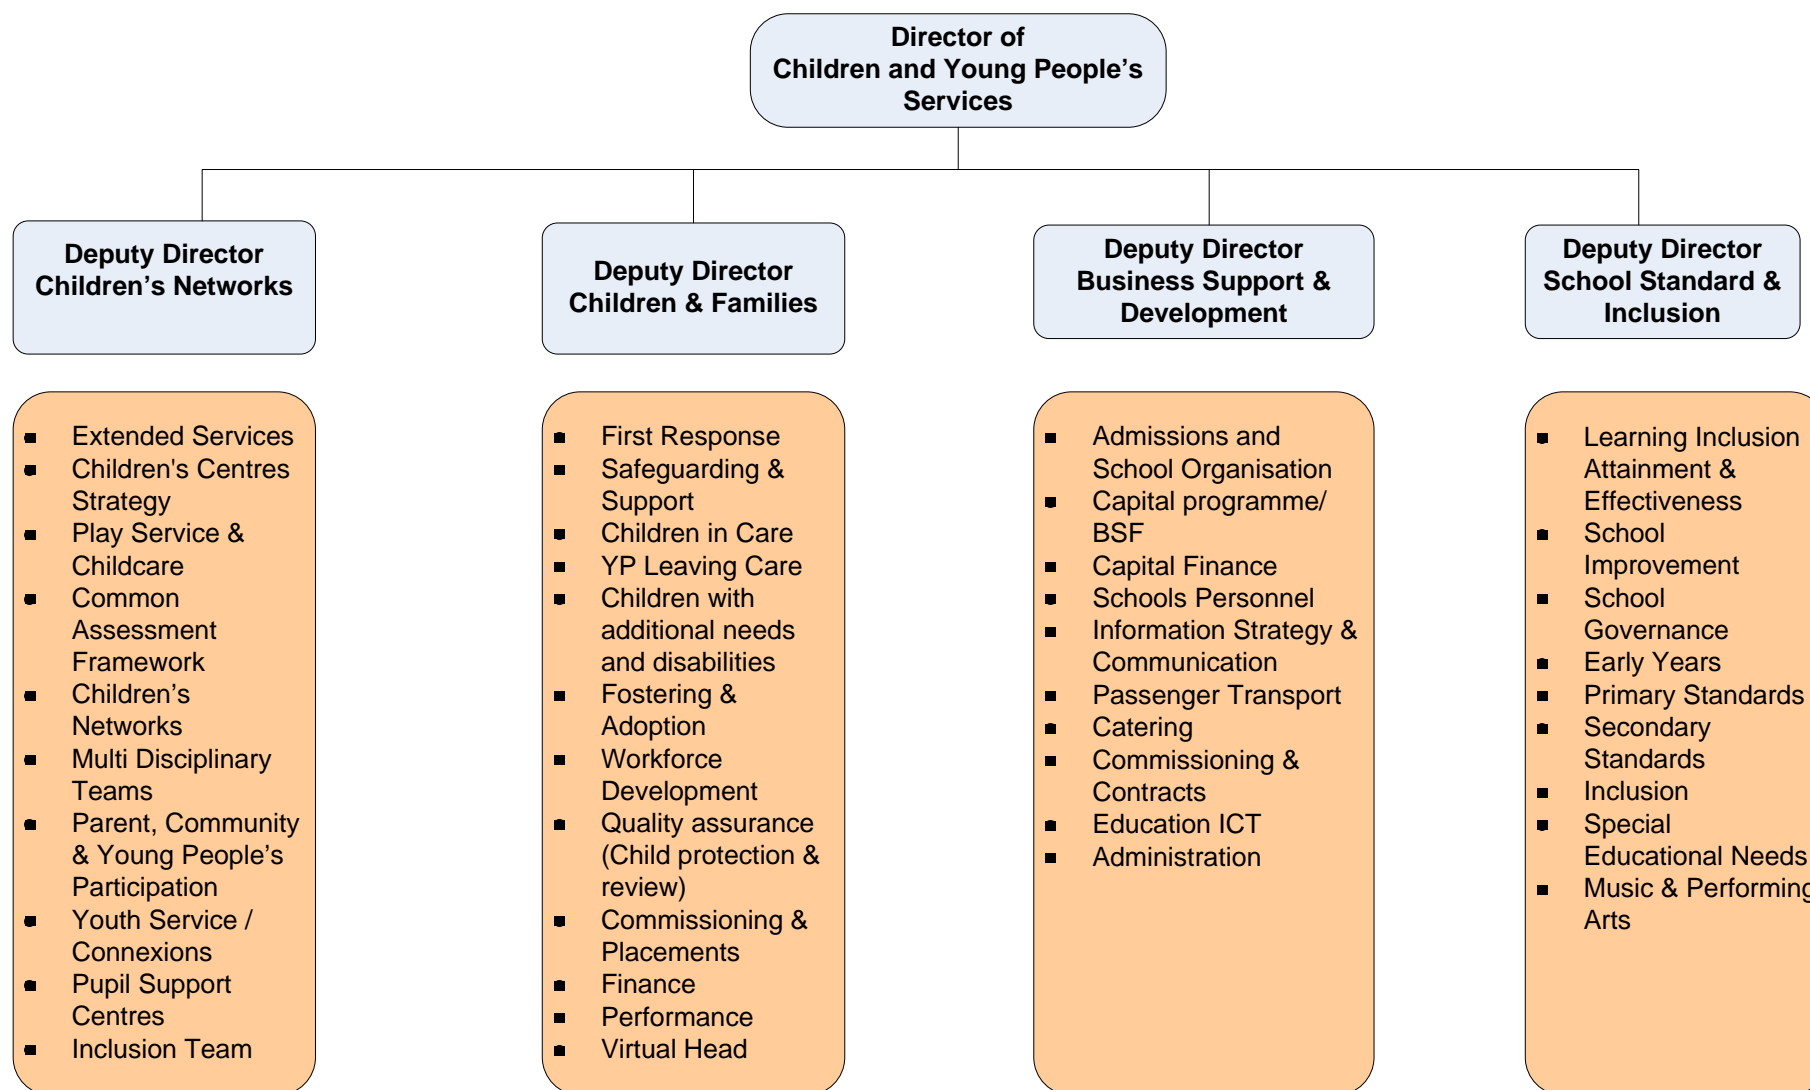 Director of
Children and Young People’s
Services
Deputy Director
Children’s Networks
Deputy Director
Children & Families
Deputy Director
Business Support &
Development
Deputy Director
School Standard &
Inclusion
Extended Services
Children's Centres
Strategy
Play Service &
Childcare
Common
Assessment
Framework
Children’s
Networks
Multi Disciplinary
Teams
Parent, Community
& Young People’s
Participation
Youth Service /
Connexions
Pupil Support
Centres
Inclusion Team
First Response
Safeguarding &
Support
Children in Care
YP Leaving Care
Children with
additional needs
and disabilities
Fostering &
Adoption
Workforce
Development
Quality assurance
(Child protection &
review)
Commissioning &
Placements
Finance
Performance
Virtual Head
Admissions and
School Organisation
Capital programme/
BSF
Capital Finance
Schools Personnel
Information Strategy &
Communication
Passenger Transport
Catering
Commissioning &
Contracts
Education ICT
Administration
Learning Inclusion
Attainment &
Effectiveness
School
Improvement
School
Governance
Early Years
Primary Standards
Secondary
Standards
Inclusion
Special
Educational Needs
Music & Performing
Arts